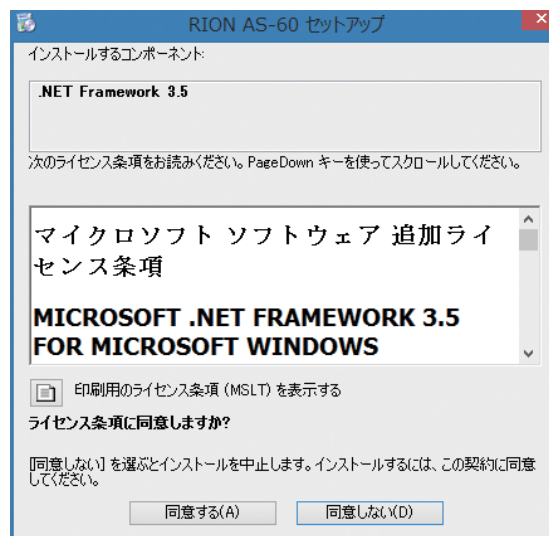 RION AS-60 セットアップ
インストールするコンポーネント:
.NET Framework 3.5
次のライセンス条項をお読みください。PageDown キーを使ってスクロールしてください。
マイクロソフト ソフトウェア 追加ライ
センス条項
MICROSOFT .NET FRAMEWORK 3.5
FOR MICROSOFT WINDOWS
印刷用のライセンス条項 (MSLT) を表示する
ライセンス条項に同意しますか?
[同意しない] を選ぶとインストールを中止します。インストールするには、この契約に同意
してください。
同意する(A)
同意しない(D)